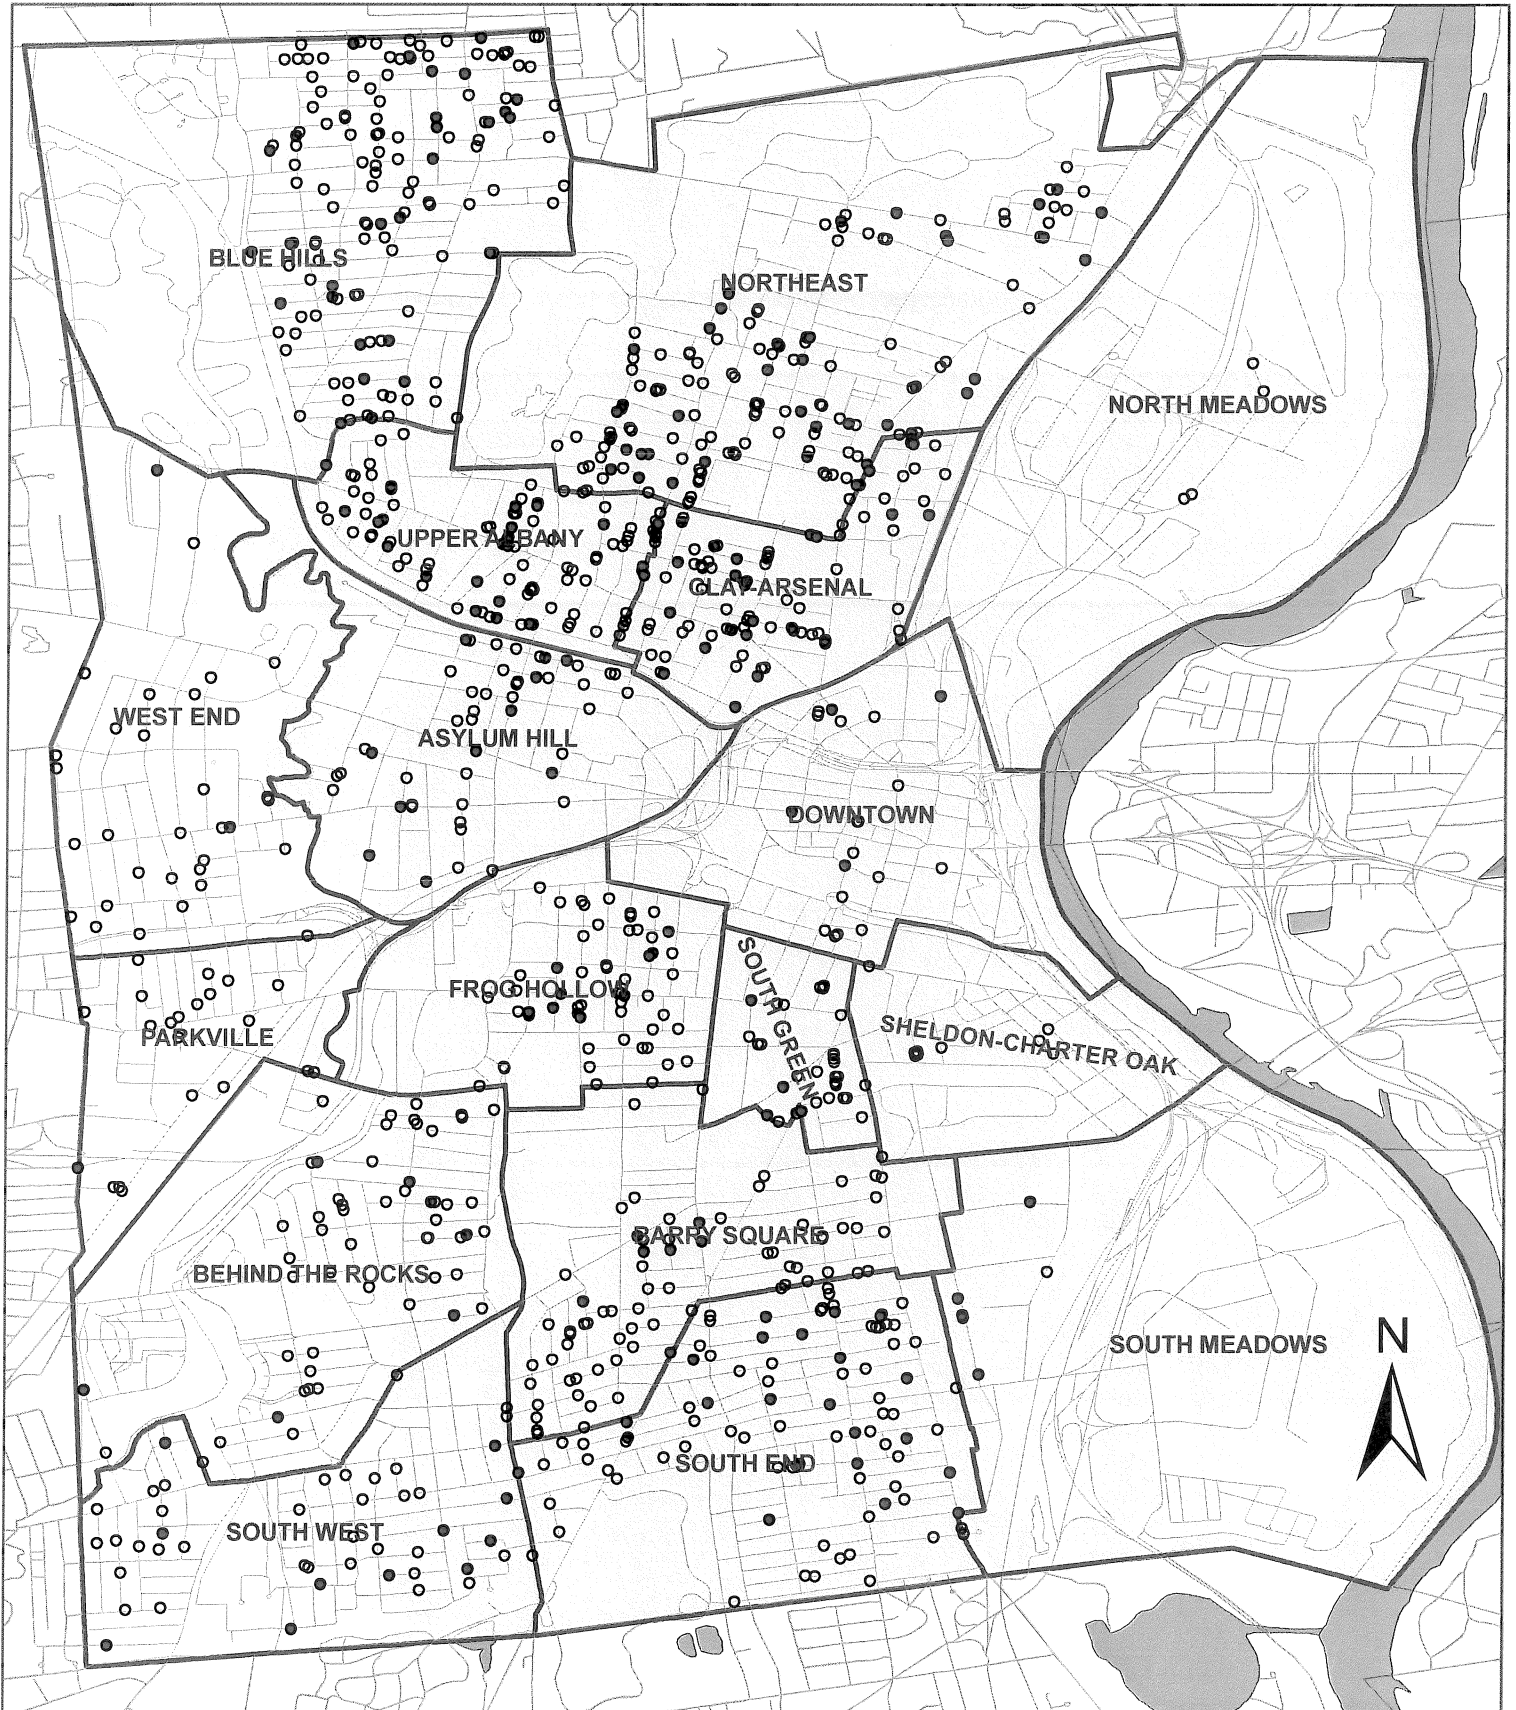 BLUE HILLS
NORTHEAST
NORTH MEADOWS
UPPER ALBANY
CLAY-ARSENAL
WEST END
ASYLUM HILL
DOWNTOWN
FROG HOLLOW
SOUTH GREEN
SHELDON-CHARTER OAK
PARKVILLE
BARRY SQUARE
BEHIND THE ROCKS
SOUTH MEADOWS
N
SOUTH END
SOUTH WEST